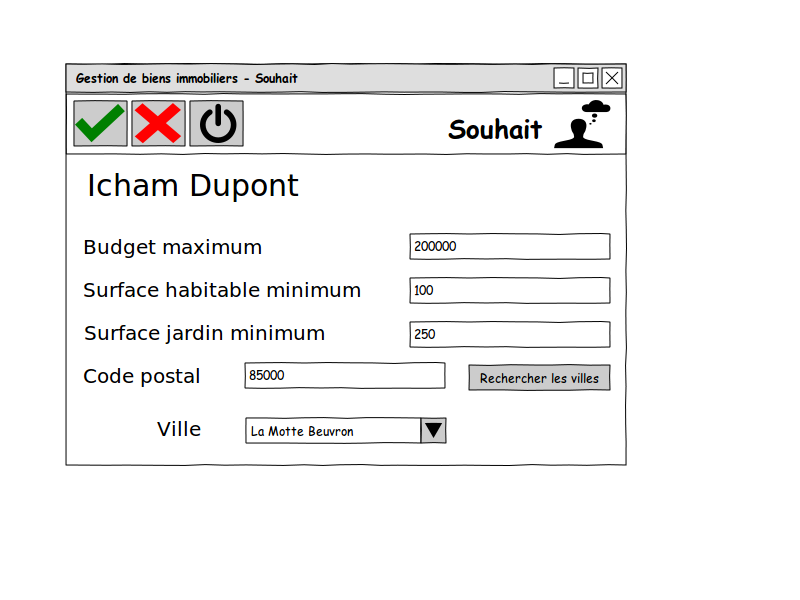 Gestion de biens immobiliers - Souhait
Souhait
Icham Dupont
Budget maximum 200000
Surface habitable minimum 100
Surface jardin minimum 250
Code postal 85000 Rechercher les villes
Ville La Motte Beuvron